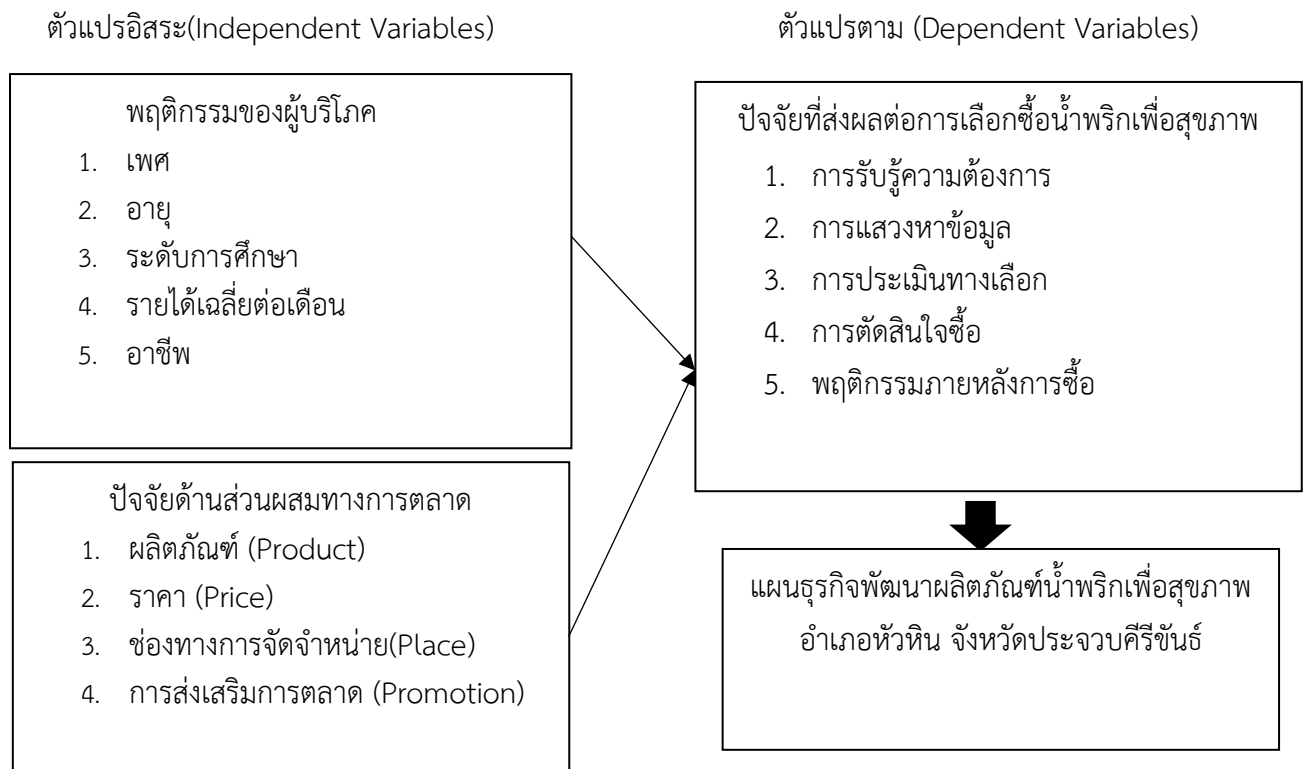 ตัวแปรอิสระ(Independent Variables)
พฤติกรรมของผู้บริโภค
1. เพศ
2. อายุ
3. ระดับการศึกษา
4. รายได้เฉลี่ยต่อเดือน
5. อาชีพ
ปัจจัยด้านส่วนผสมทางการตลาด
1. ผลิตภัณฑ์ (Product)
2. ราคา (Price)
3. ช่องทางการจัดจำหน่าย(Place)
4. การส่งเสริมการตลาด (Promotion)
ตัวแปรตาม (Dependent Variables)
ปัจจัยที่ส่งผลต่อการเลือกซื้อน้ำพริกเพื่อสุขภาพ
1. การรับรู้ความต้องการ
2. การแสวงหาข้อมูล
3. การประเมินทางเลือก
4. การตัดสินใจซื้อ
5. พฤติกรรมภายหลังการซื้อ
แผนธุรกิจพัฒนาผลิตภัณฑ์น้ำพริกเพื่อสุขภาพ
อำเภอหัวหิน จังหวัดประจวบคีรีขันธ์